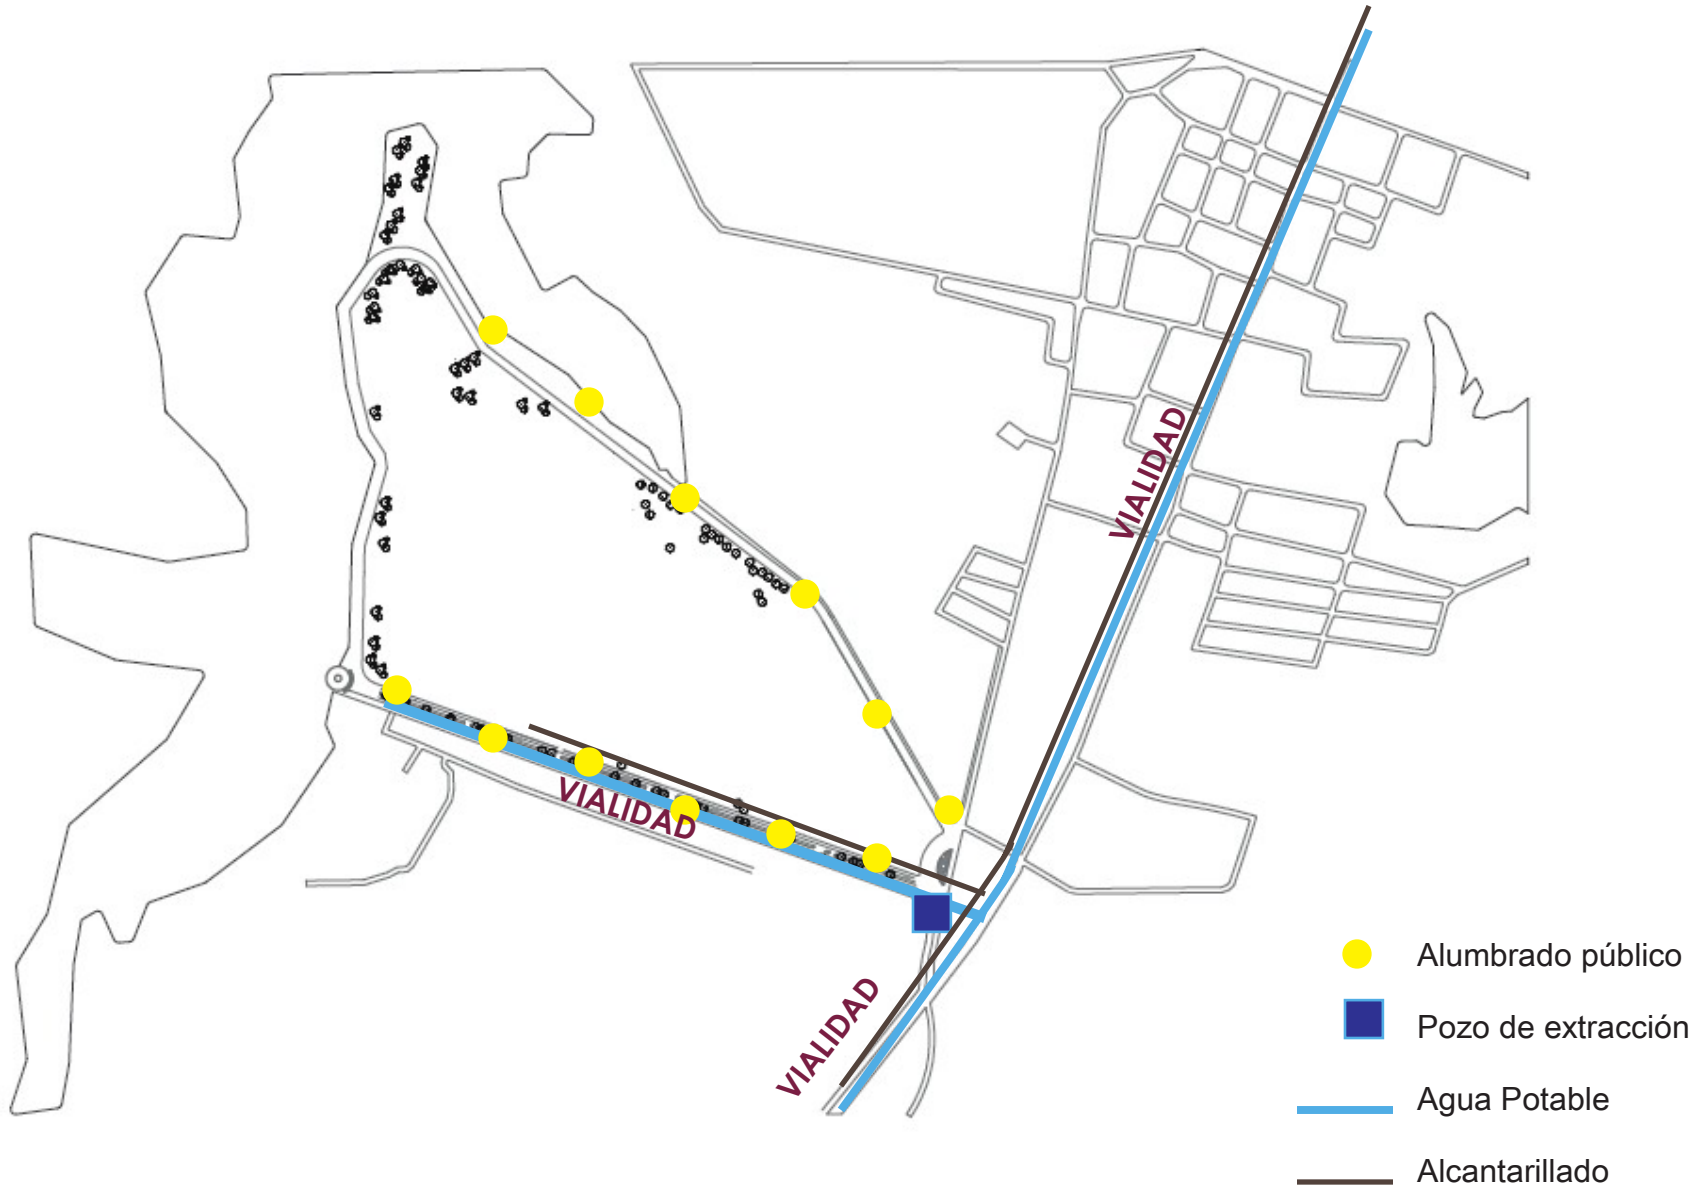 VIALIDAD
VIALIDAD
VIALIDAD
Alumbrado público
Pozo de extracción
Agua Potable
Alcantarillado